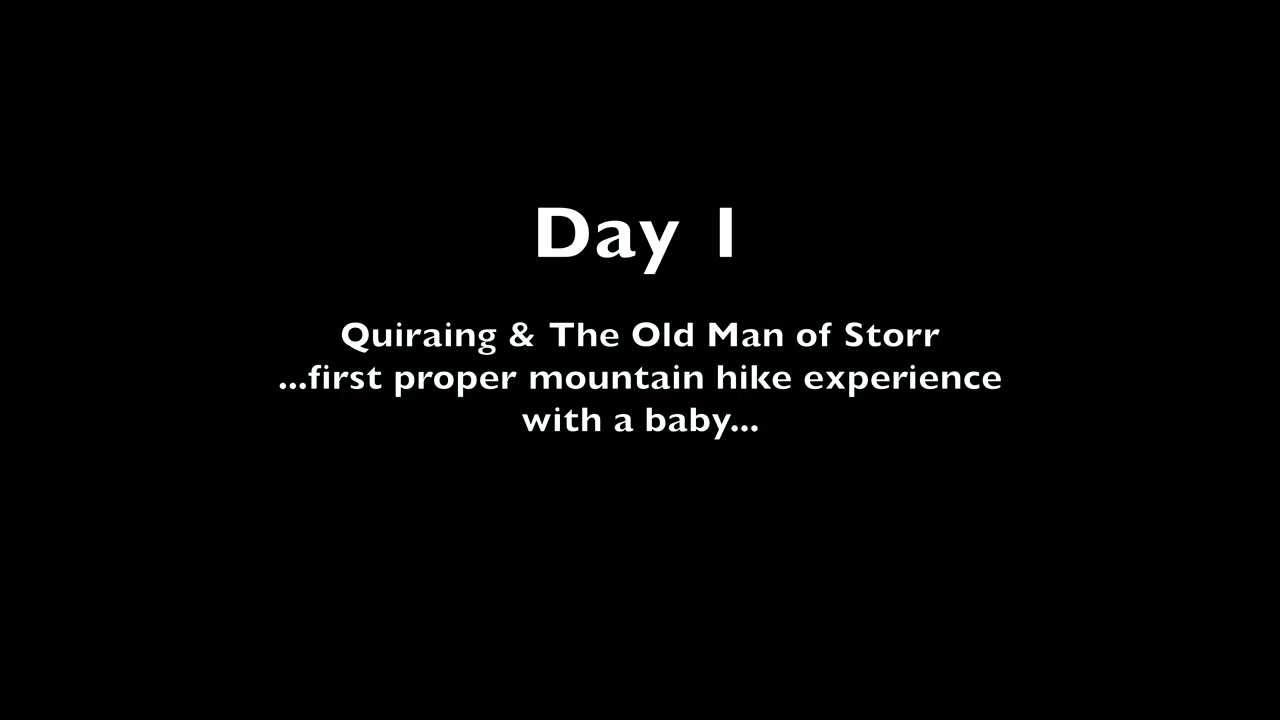 Day 1
Quiraing & The Old Man of Storr
...first proper mountain hike experience
with a baby...